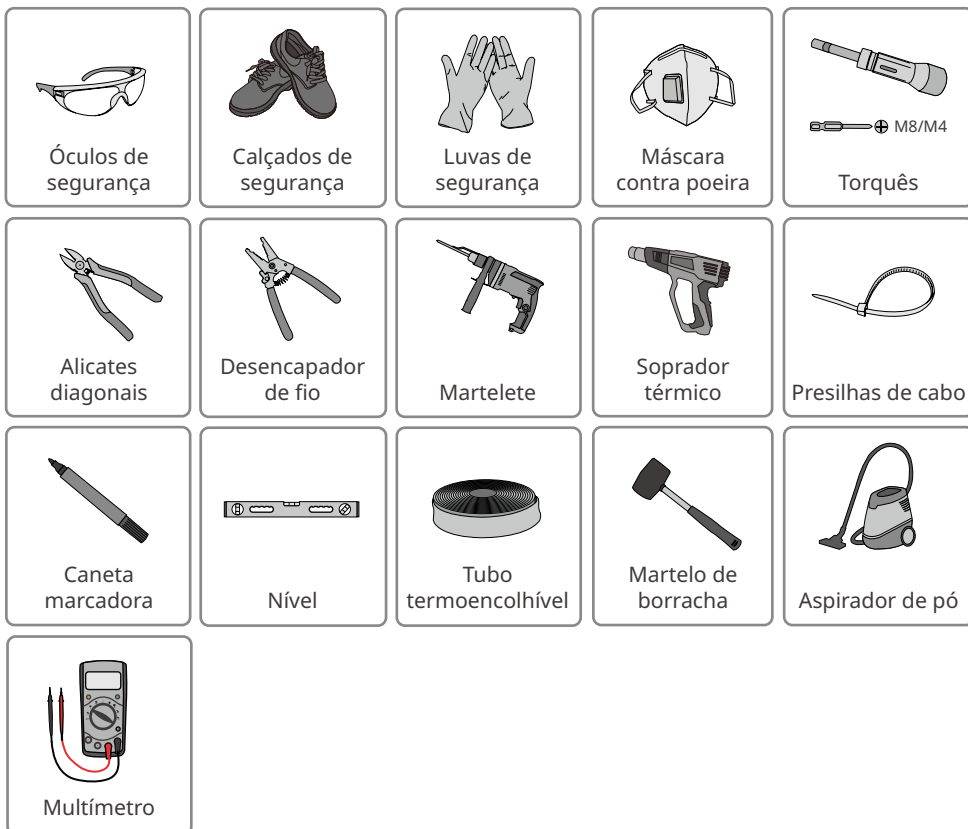 Óculos de
segurança
Calçados de
segurança
Luvas de
segurança
Máscara
contra poeira
M8/M4
Torquês
Alicates
diagonais
Desencapador
de fio
Martelete
Soprador
térmico
Presilhas de cabo
Caneta
marcadora
Nível
Tubo
termoencolhível
Martelo de
borracha
Aspirador de pó
Multímetro